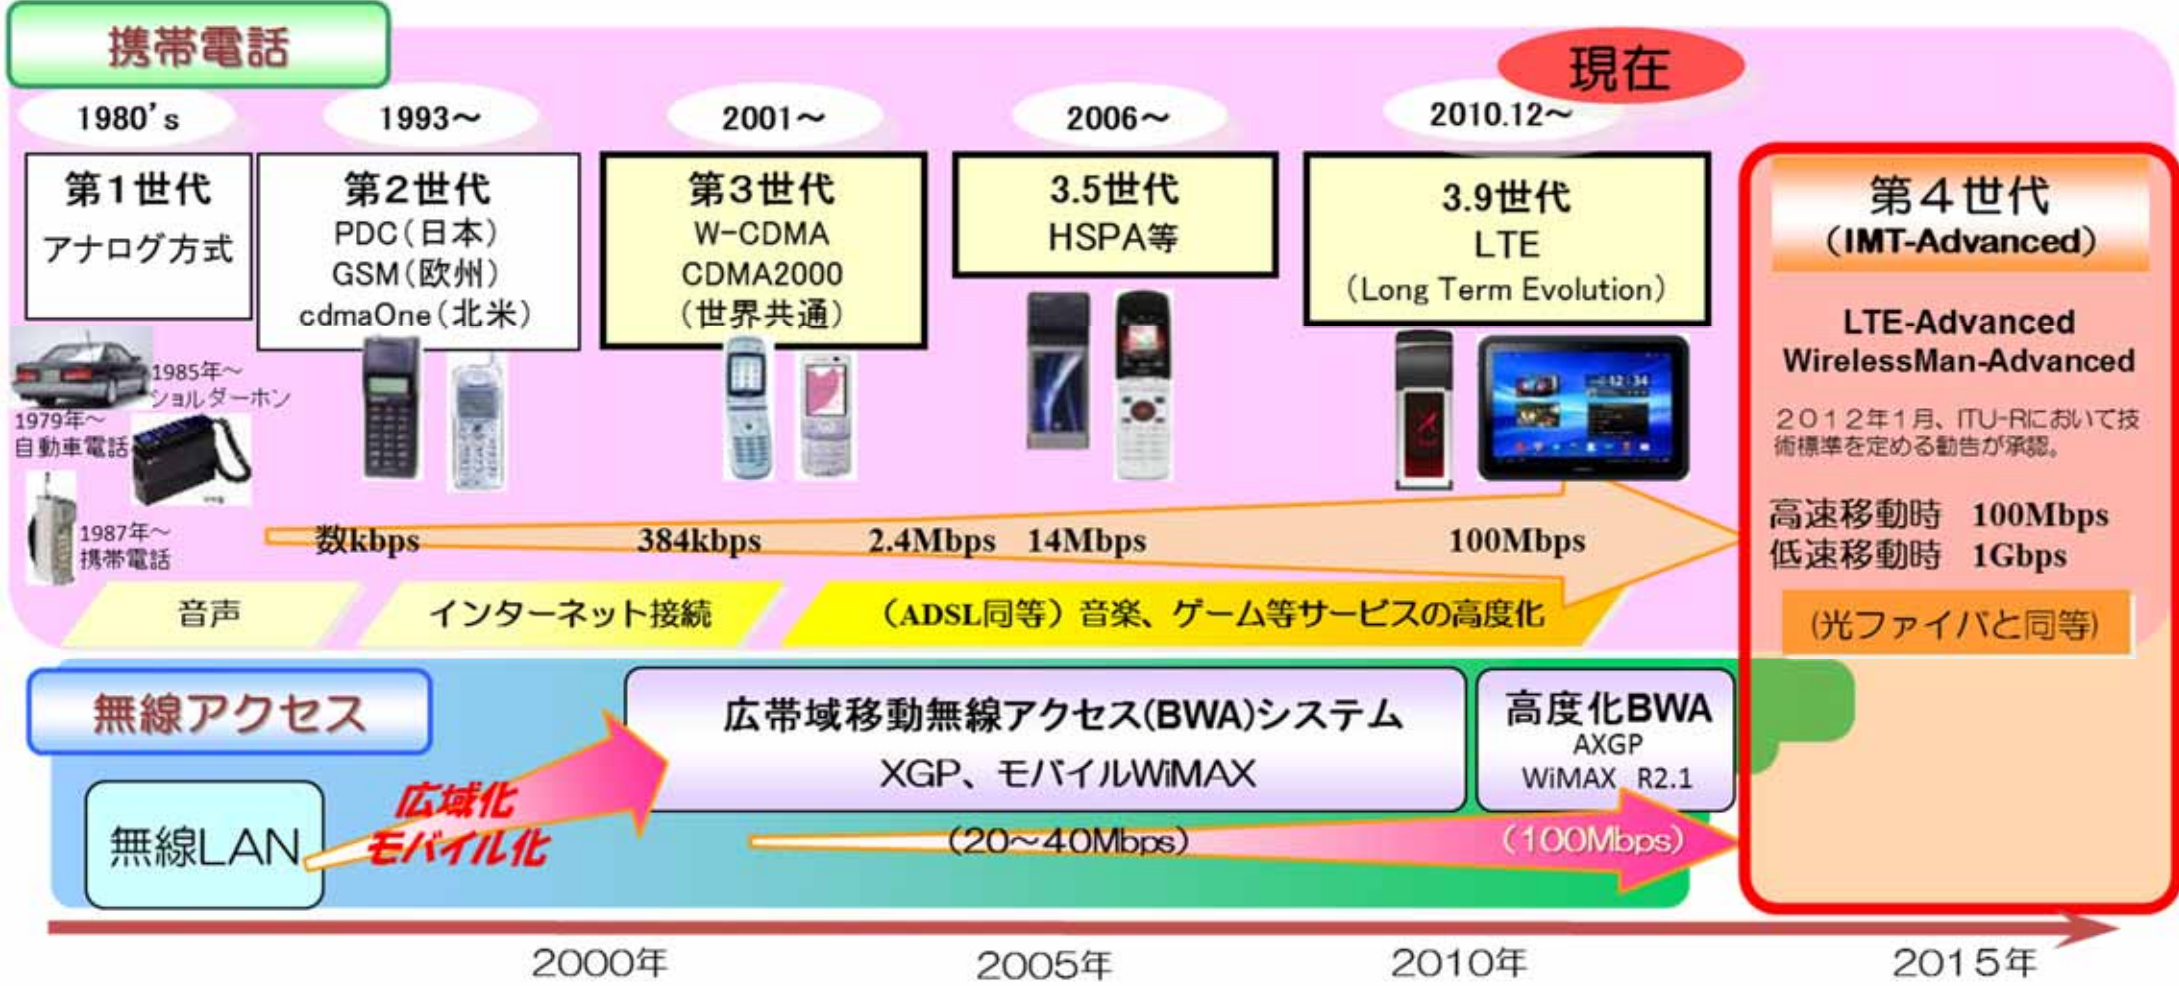 携帯電話
現在
1980's
1993～
2001～
2006～
2010.12～
第1世代
アナログ方式
第2世代
PDC(日本)
GSM(欧州)
cdmaOne(北米)
第3世代
W-CDMA
CDMA2000
(世界共通)
3.5世代
HSPA等
3.9世代
LTE
(Long Term Evolution)
第4世代
(IMT-Advanced)
LTE-Advanced
WirelessMan-Advanced
2012年1月、ITU-Rにおいて技
術標準を定める勧告が承認。
高速移動時 100Mbps
低速移動時 1Gbps
(光ファイバと同等)
1985年～
ショルダーホン
1979年～
自動車電話
1987年～
携帯電話
数kbps
384kbps
2.4Mbps
14Mbps
100Mbps
音声
インターネット接続
(ADSL同等)音楽、ゲーム等サービスの高度化
無線アクセス
広帯域移動無線アクセス(BWA)システム
XGP、モバイルWiMAX
高度化BWA
AXGP
WiMAX R2.1
無線LAN
広域化
モバイル化
(20～40Mbps)
(100Mbps)
2000年
2005年
2010年
2015年